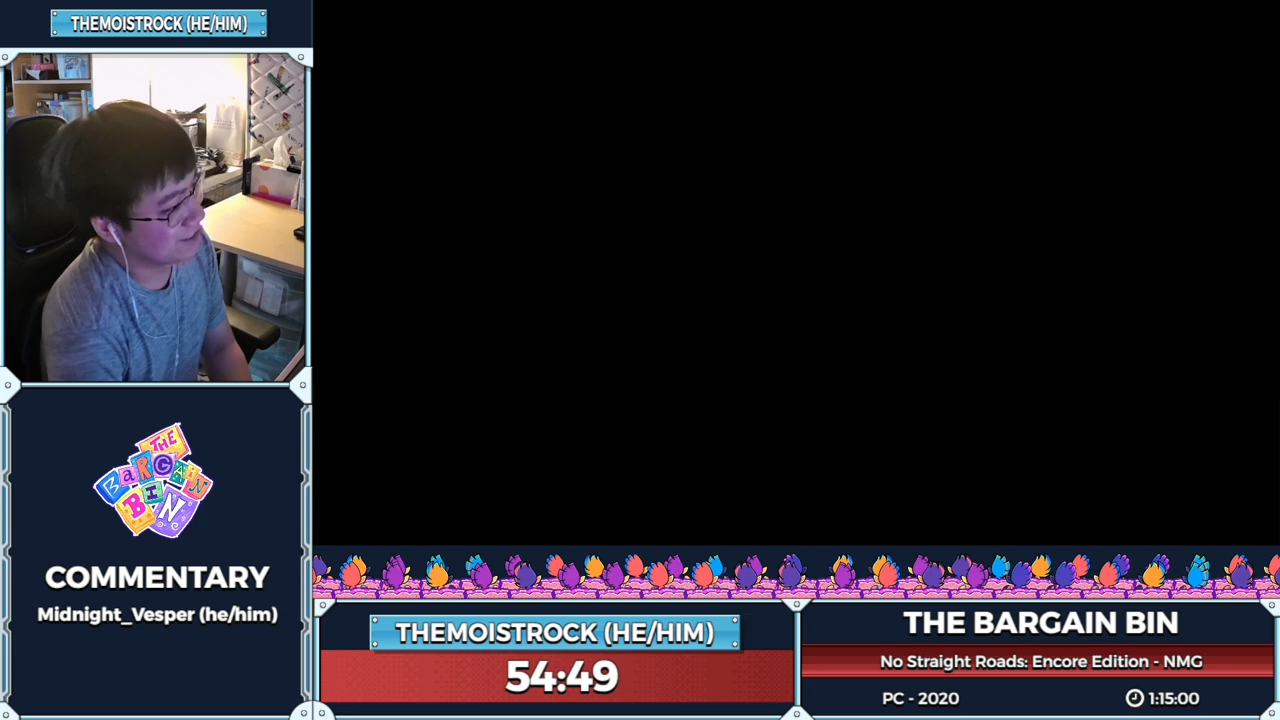 THEMOISTROCK (HE/HIM)
THE
BARGAIN
BIN
COMMENTARY
Midnight_Vesper (he/him)
THEMOISTROCK (HE/HIM)
54:49
THE BARGAIN BIN
No Straight Roads: Encore Edition - NMG
PC - 2020
1:15:00